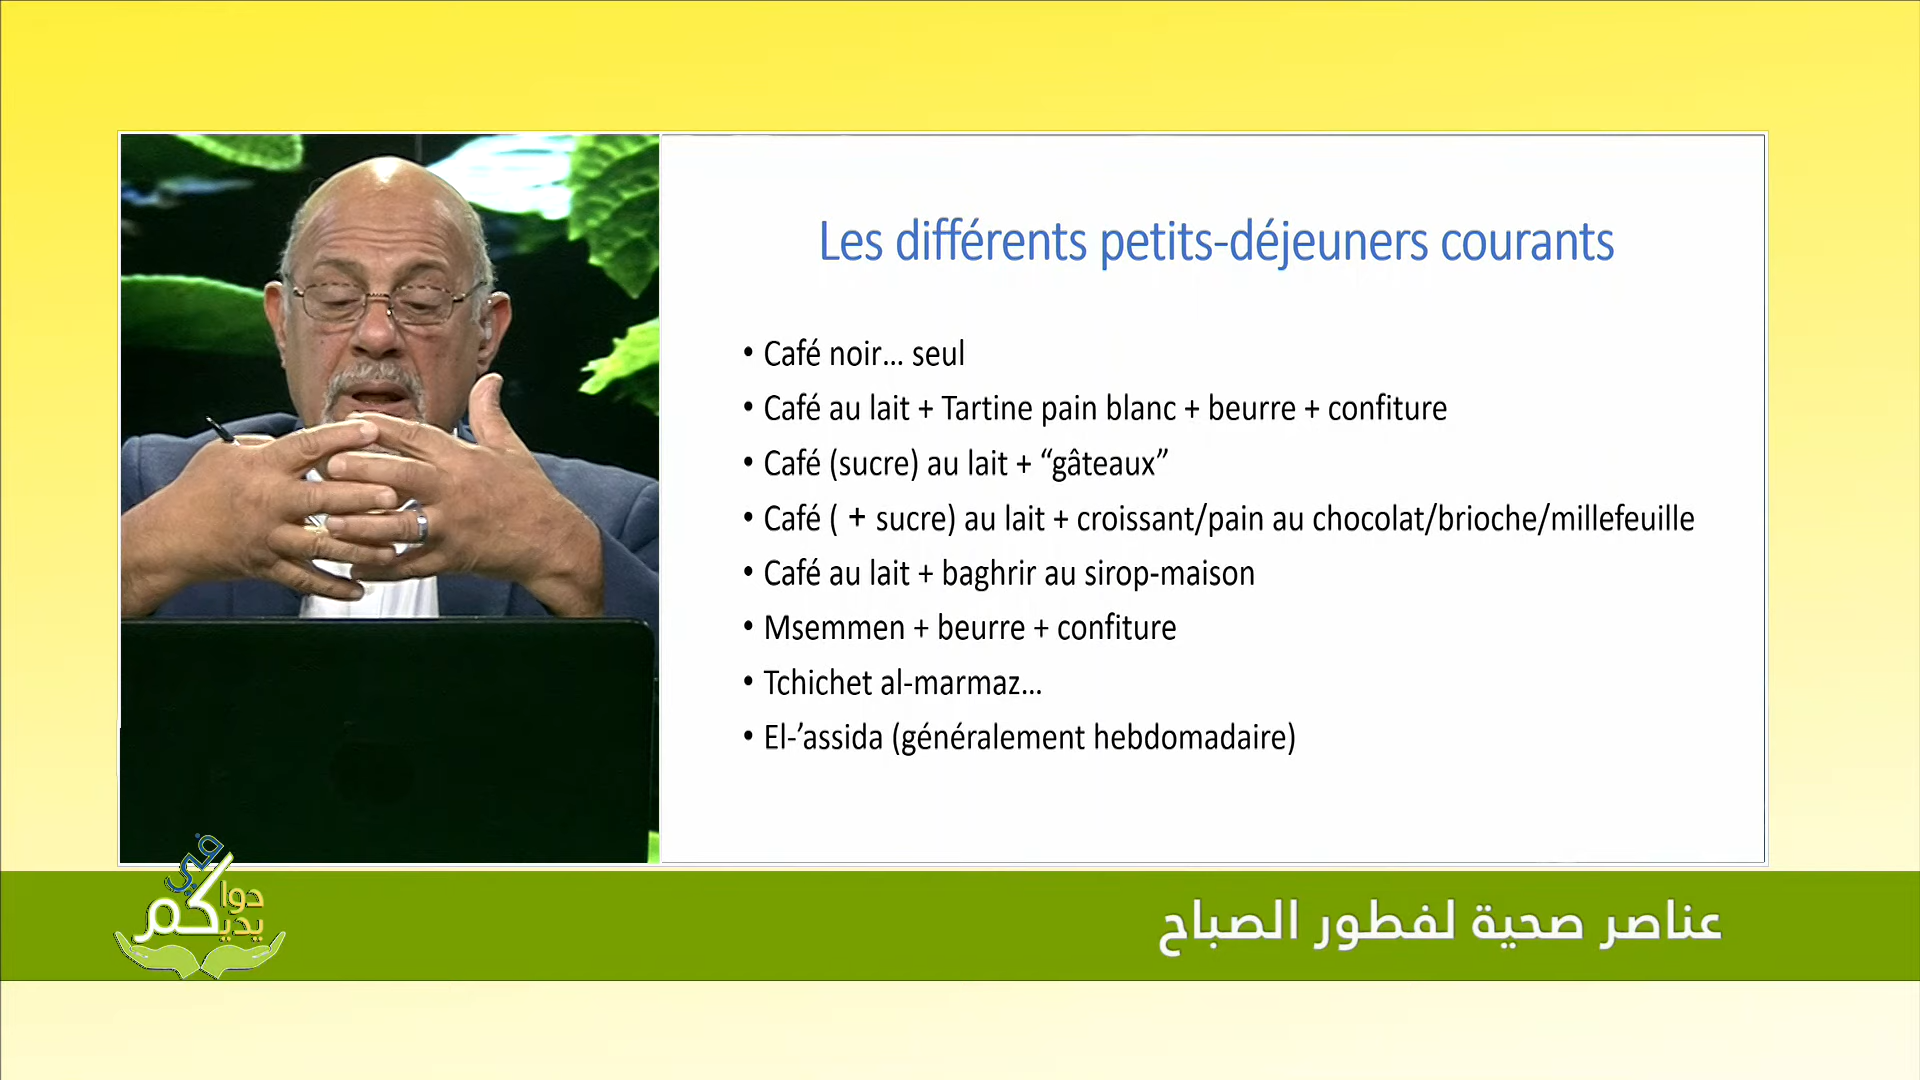 Les différents petits-déjeuners courants
• Café noir... seul
• Café au lait + Tartine pain blanc + beurre + confiture
• Café (sucre) au lait + “gâteaux”
• Café ( + sucre) au lait + croissant/pain au chocolat/brioche/millefeuille
• Café au lait + baghrir au sirop-maison
• Msemmen + beurre + confiture
• Tchichet al-marmaz...
• El-’assida (généralement hebdomadaire)
عناصر صحية لفطور الصباح
دواكم
في
يديكم